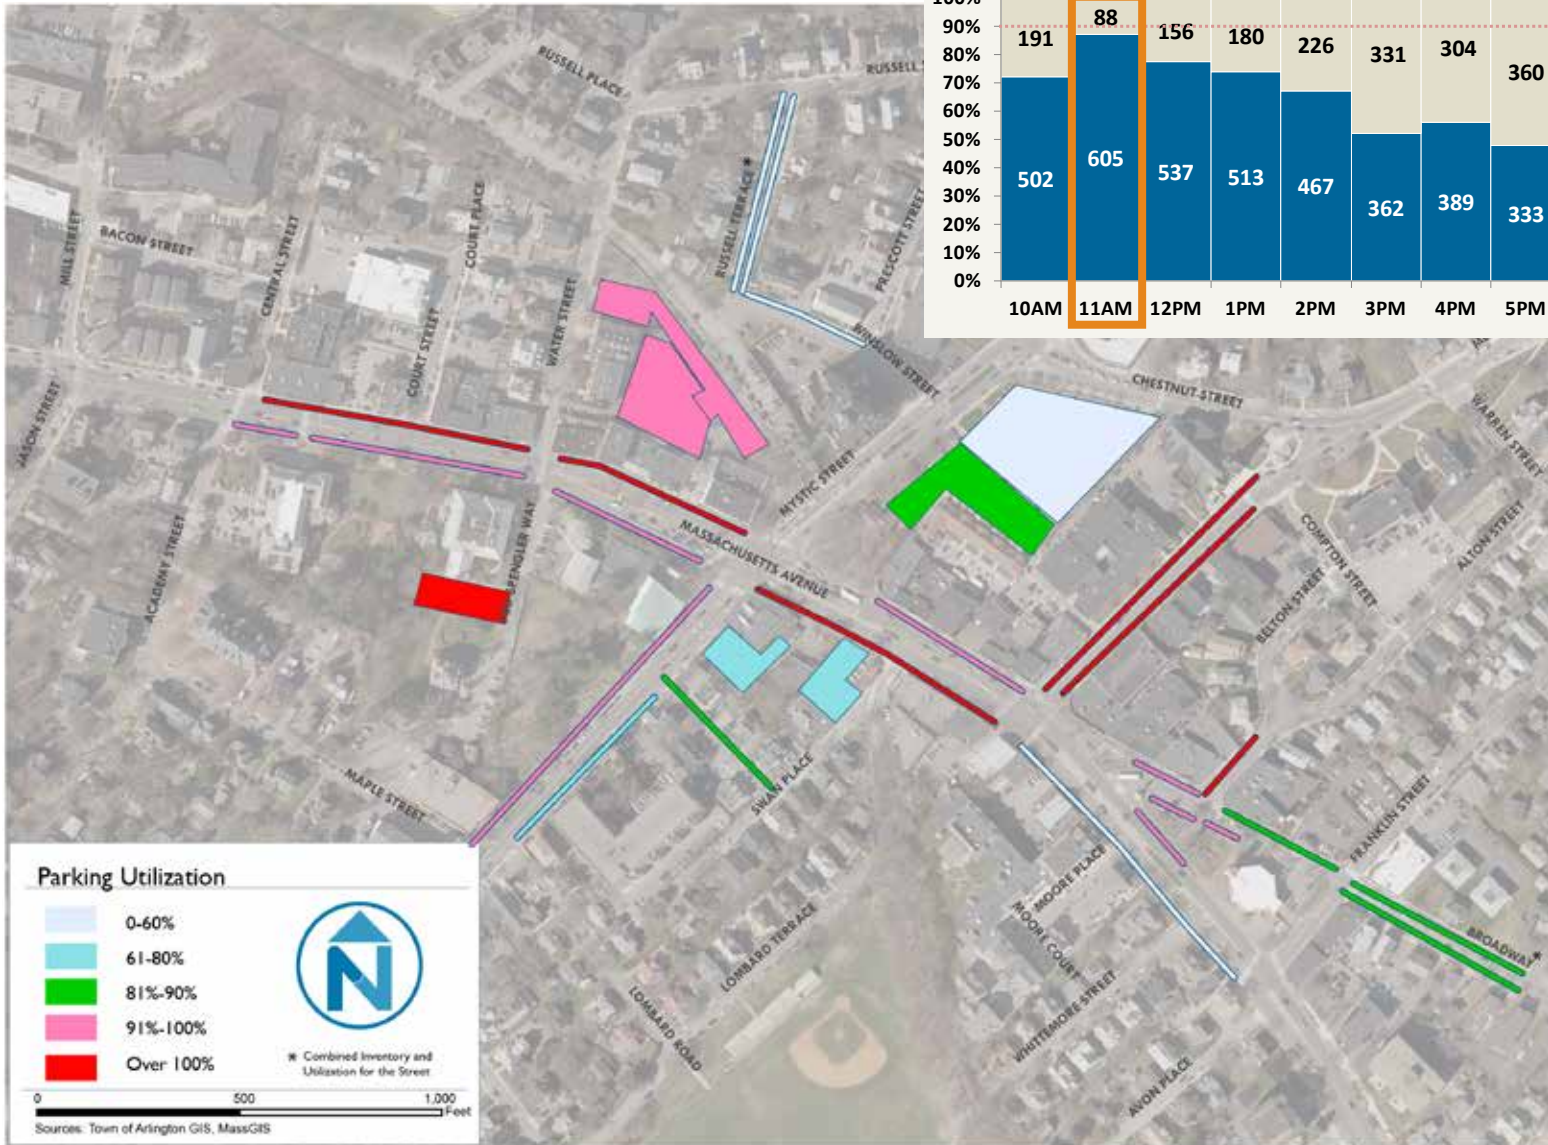 100%
90%
80%
70%
60%
50%
40%
30%
20%
10%
0%
191
88
156
180
226
331
304
360
502
605
537
513
467
362
389
333
10AM
11AM
12PM
1PM
2PM
3PM
4PM
5PM
RUSSELL PLACE
RUSSELL
RUSSELL TERRACE *
PRESCOTT STREET
WINSLOW STREET
COURT PLACE
MILL STREET
BACON STREET
CENTRAL STREET
COURT STREET
WATER STREET
JASON STREET
CHESTNUT STREET
WARREN STREET
MYSTIC STREET
MASSACHUSETTS AVENUE
COMPTON STREET
ALTON STREET
BELTON STREET
ACADEMY STREET
SPENGLER WAY
MAPLE STREET
SWAN PLACE
FRANKLIN STREET
MOORE PLACE
MOORE COURT
BROADWAY *
LOMBARD TERRACE
LOMBARD ROAD
WHITTEMORE STREET
AVON PLACE
Parking Utilization
0-60%
61-80%
81%-90%
91%-100%
Over 100%
N
* Combined Inventory and
Utilization for the Street
0 500 1,000
Feet
Sources: Town of Arlington GIS, MassGIS